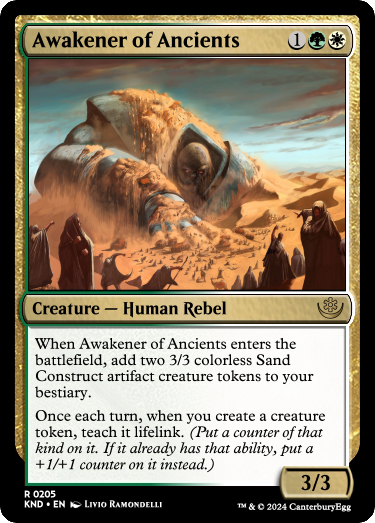 Awakener of Ancients 1
Creature — Human Rebel
When Awakener of Ancients enters the
battlefield, add two 3/3 colorless Sand
Construct artifact creature tokens to your
bestiary.
Once each turn, when you create a creature
token, teach it lifelink. (Put a counter of that
kind on it. If it already has that ability, put a
+1/+1 counter on it instead.)
3/3
R 0205
KND • EN Livio Ramondelli
™ & © 2024 CanterburyEgg